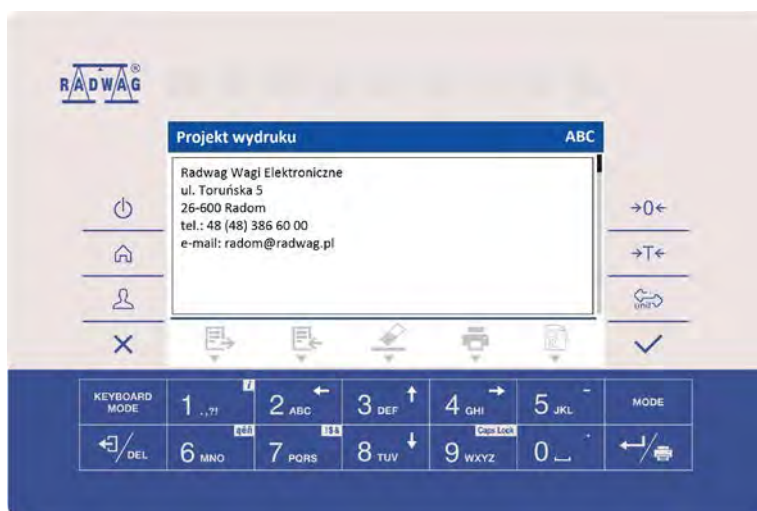 RADWAG®
Projekt wydruku ABC
Radwag Wagi Elektroniczne
ul. Toruńska 5
26-600 Radom
tel.: 48 (48) 386 60 00
e-mail: radom@radwag.pl
→0←
→T←
unit
KEYBOARD MODE
1 .,?! i
2 ABC ←
3 DEF ↑
4 GHI →
5 JKL -
MODE
DEL
6 MNO qêñ
7 PQRS !$&
8 TUV ↓
9 WXYZ Caps Lock
0 .